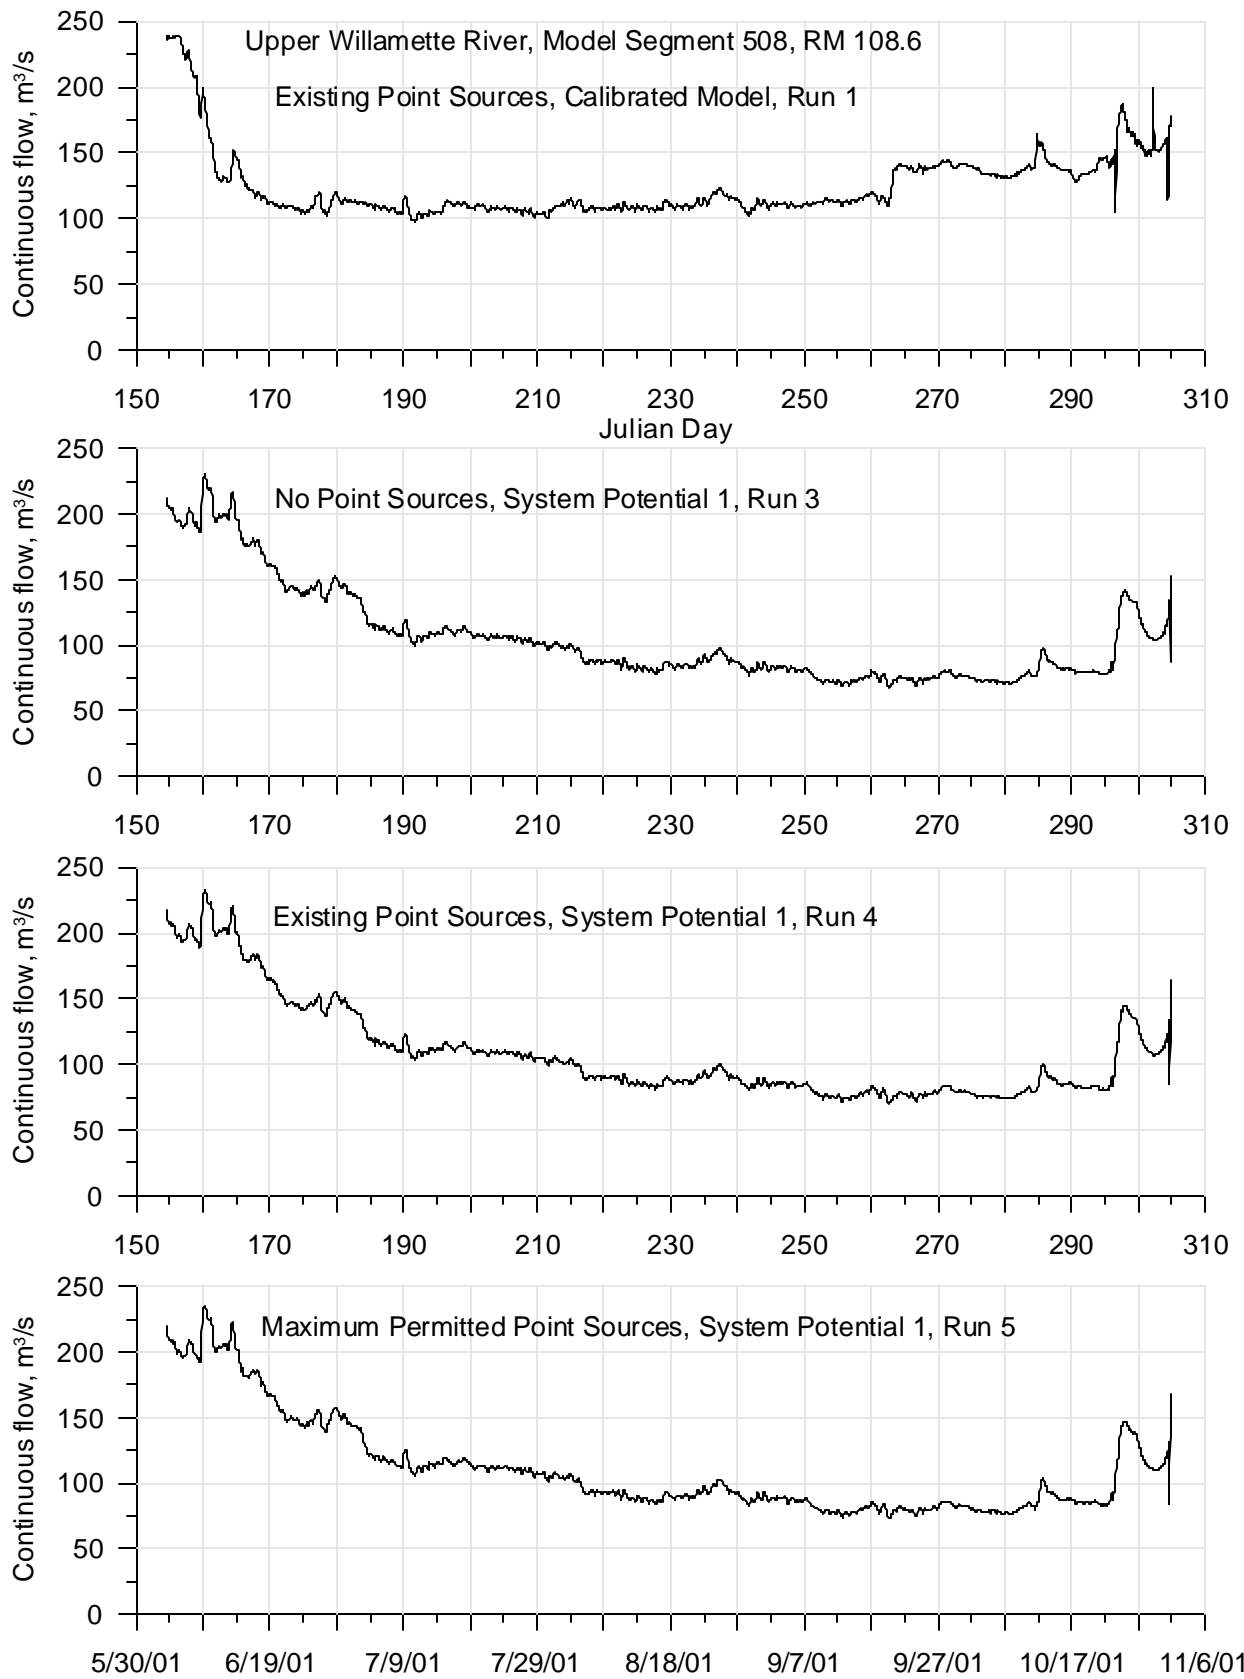 250
200
150
100
50
0
Continuous flow, m³/s
Upper Willamette River, Model Segment 508, RM 108.6
Existing Point Sources, Calibrated Model, Run 1
150 170 190 210 230 250 270 290 310
Julian Day
250
200
150
100
50
0
Continuous flow, m³/s
No Point Sources, System Potential 1, Run 3
150 170 190 210 230 250 270 290 310
250
200
150
100
50
0
Continuous flow, m³/s
Existing Point Sources, System Potential 1, Run 4
150 170 190 210 230 250 270 290 310
250
200
150
100
50
0
Continuous flow, m³/s
Maximum Permitted Point Sources, System Potential 1, Run 5
5/30/01 6/19/01 7/9/01 7/29/01 8/18/01 9/7/01 9/27/01 10/17/01 11/6/01